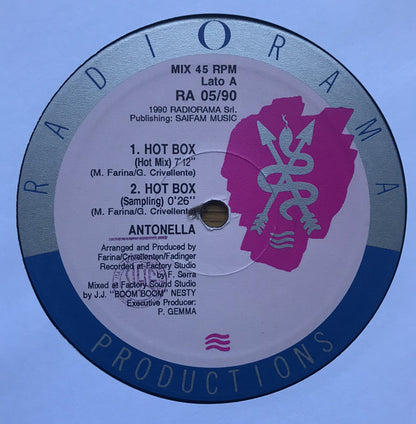 RADIORAMA
MIX 45 RPM
Lato A
RA 05/90
1990 RADIORAMA Srl.
Publishing: SAIFAM MUSIC
1. HOT BOX
(Hot Mix) 7'12"
(M. Farina/G. Crivellente)
2. HOT BOX
(Sampling) 0'26"
(M. Farina/G. Crivellente)
ANTONELLA
Arranged and Produced by
Farina/Crivellenten/Fadinger
Recorded at Factory Studio
by F. Serra
Mixed at Factory Sound Studio
by J.J. "BOOM BOOM" NESTY
Executive Producer:
P. GEMMA
PRODUCTIONS